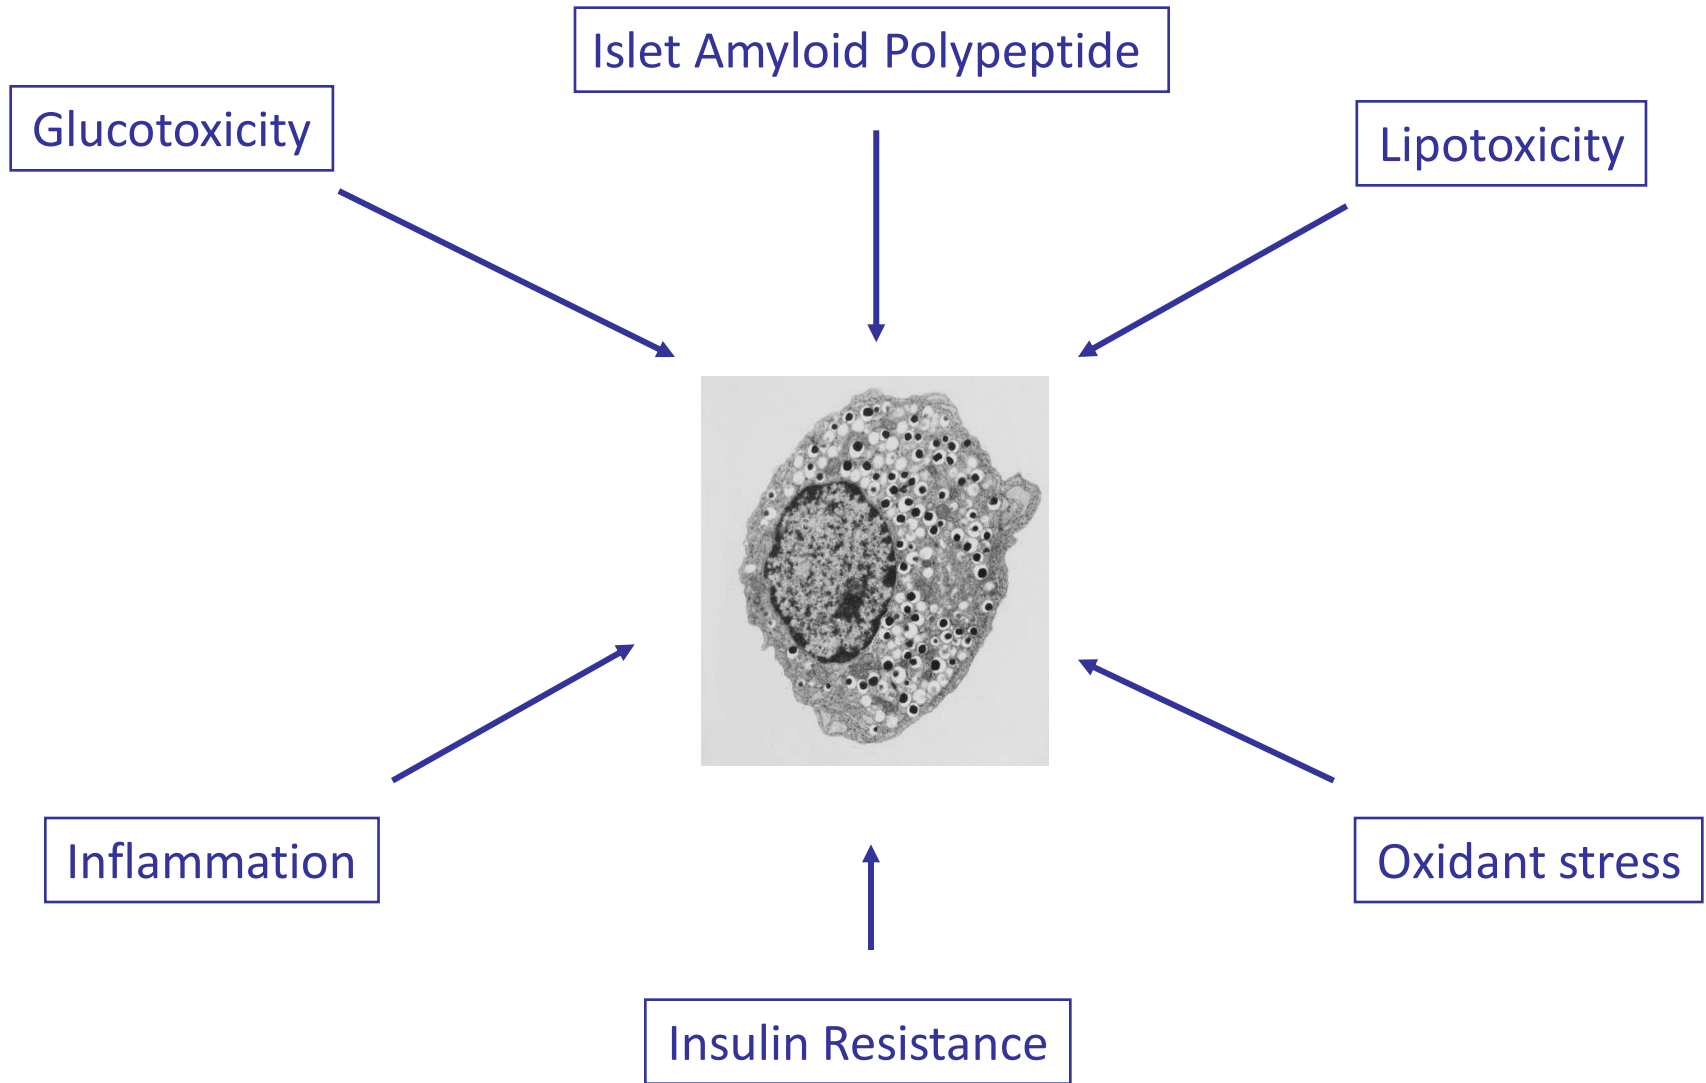 Islet Amyloid Polypeptide
Glucotoxicity
Lipotoxicity
Inflammation
Oxidant stress
Insulin Resistance